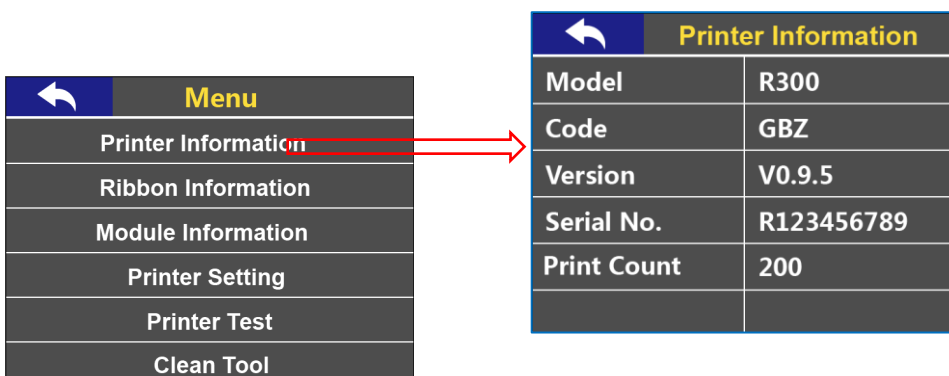 Menu
Printer Information
Ribbon Information
Module Information
Printer Setting
Printer Test
Clean Tool
Printer Information
Model R300
Code GBZ
Version V0.9.5
Serial No. R123456789
Print Count 200